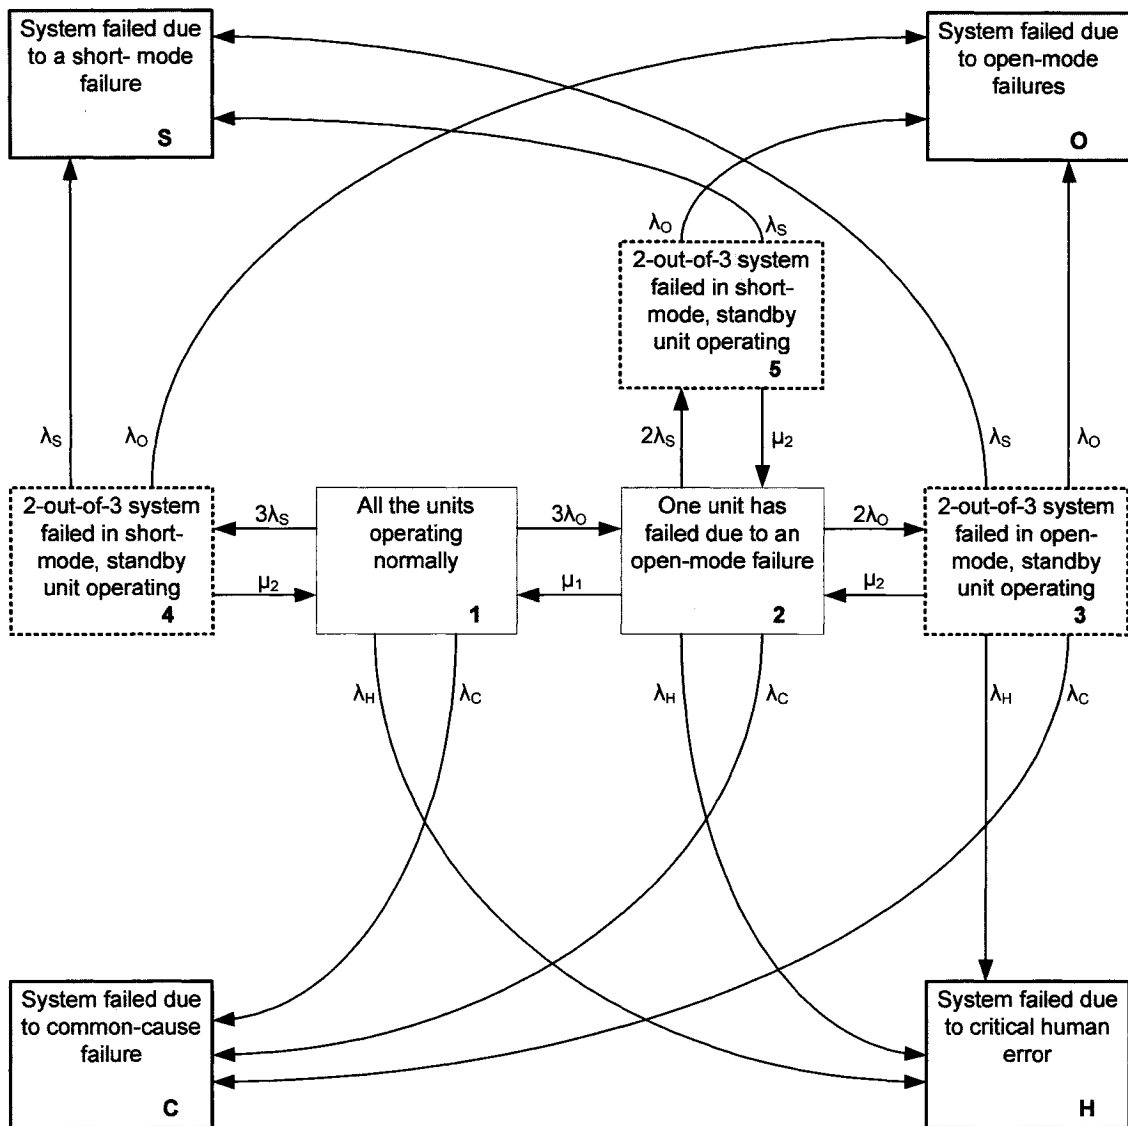 System failed due
to a short- mode
failure
S
System failed due
to open-mode
failures
O
λO
λS
2-out-of-3 system
failed in short-
mode, standby
unit operating
5
λS
λO
2λS
μ2
λS
λO
2-out-of-3 system
failed in short-
mode, standby
unit operating
4
3λS
μ2
All the units
operating
normally
1
3λO
μ1
One unit has
failed due to an
open-mode failure
2
2λO
μ2
2-out-of-3 system
failed in open-
mode, standby
unit operating
3
λH
λC
λH
λC
λH
λC
System failed due
to common-cause
failure
C
System failed due
to critical human
error
H